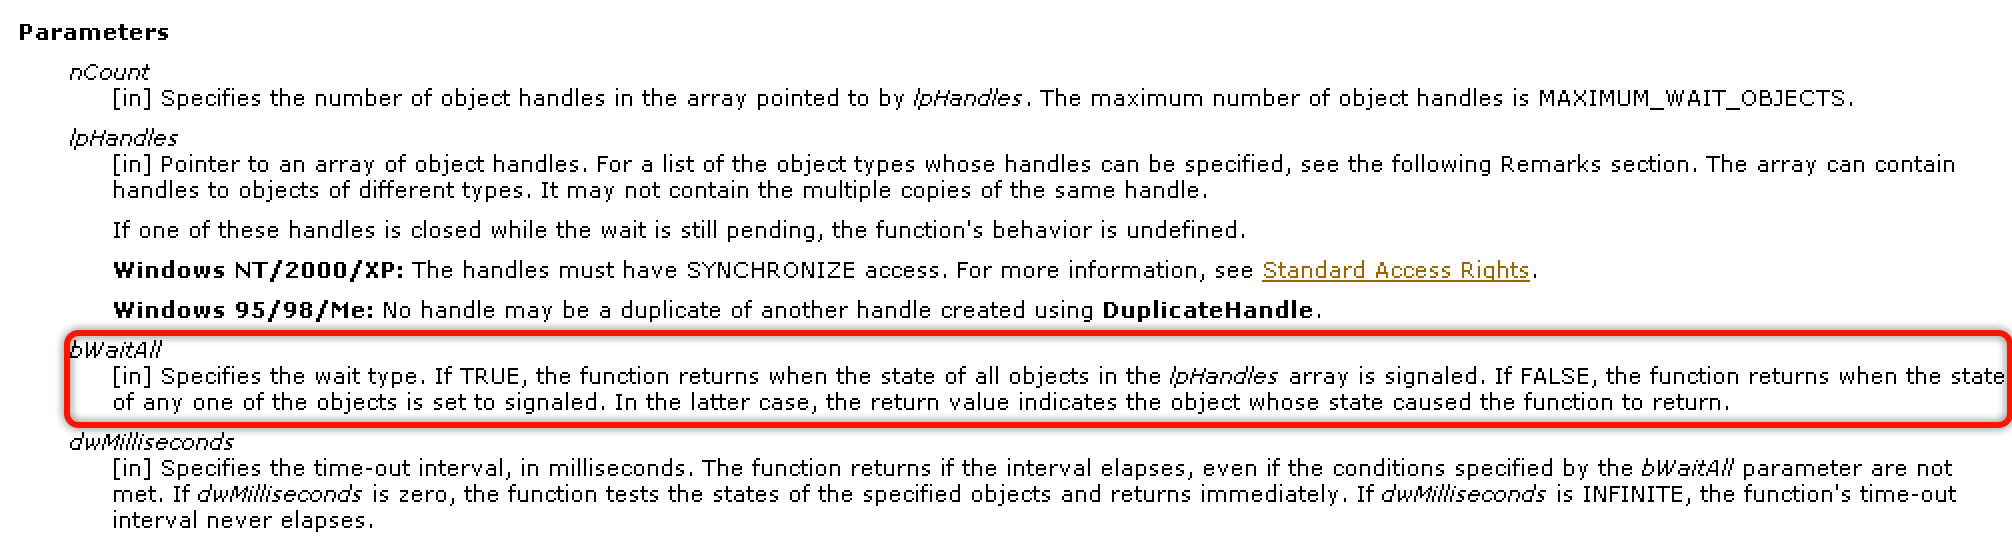 Parameters
nCount
[in] Specifies the number of object handles in the array pointed to by lpHandles. The maximum number of object handles is MAXIMUM_WAIT_OBJECTS.
lpHandles
[in] Pointer to an array of object handles. For a list of the object types whose handles can be specified, see the following Remarks section. The array can contain
handles to objects of different types. It may not contain the multiple copies of the same handle.
If one of these handles is closed while the wait is still pending, the function's behavior is undefined.
Windows NT/2000/XP: The handles must have SYNCHRONIZE access. For more information, see Standard Access Rights.
Windows 95/98/Me: No handle may be a duplicate of another handle created using DuplicateHandle.
bWaitAll
[in] Specifies the wait type. If TRUE, the function returns when the state of all objects in the lpHandles array is signaled. If FALSE, the function returns when the state
of any one of the objects is set to signaled. In the latter case, the return value indicates the object whose state caused the function to return.
dwMilliseconds
[in] Specifies the time-out interval, in milliseconds. The function returns if the interval elapses, even if the conditions specified by the bWaitAll parameter are not
met. If dwMilliseconds is zero, the function tests the states of the specified objects and returns immediately. If dwMilliseconds is INFINITE, the function's time-out
interval never elapses.